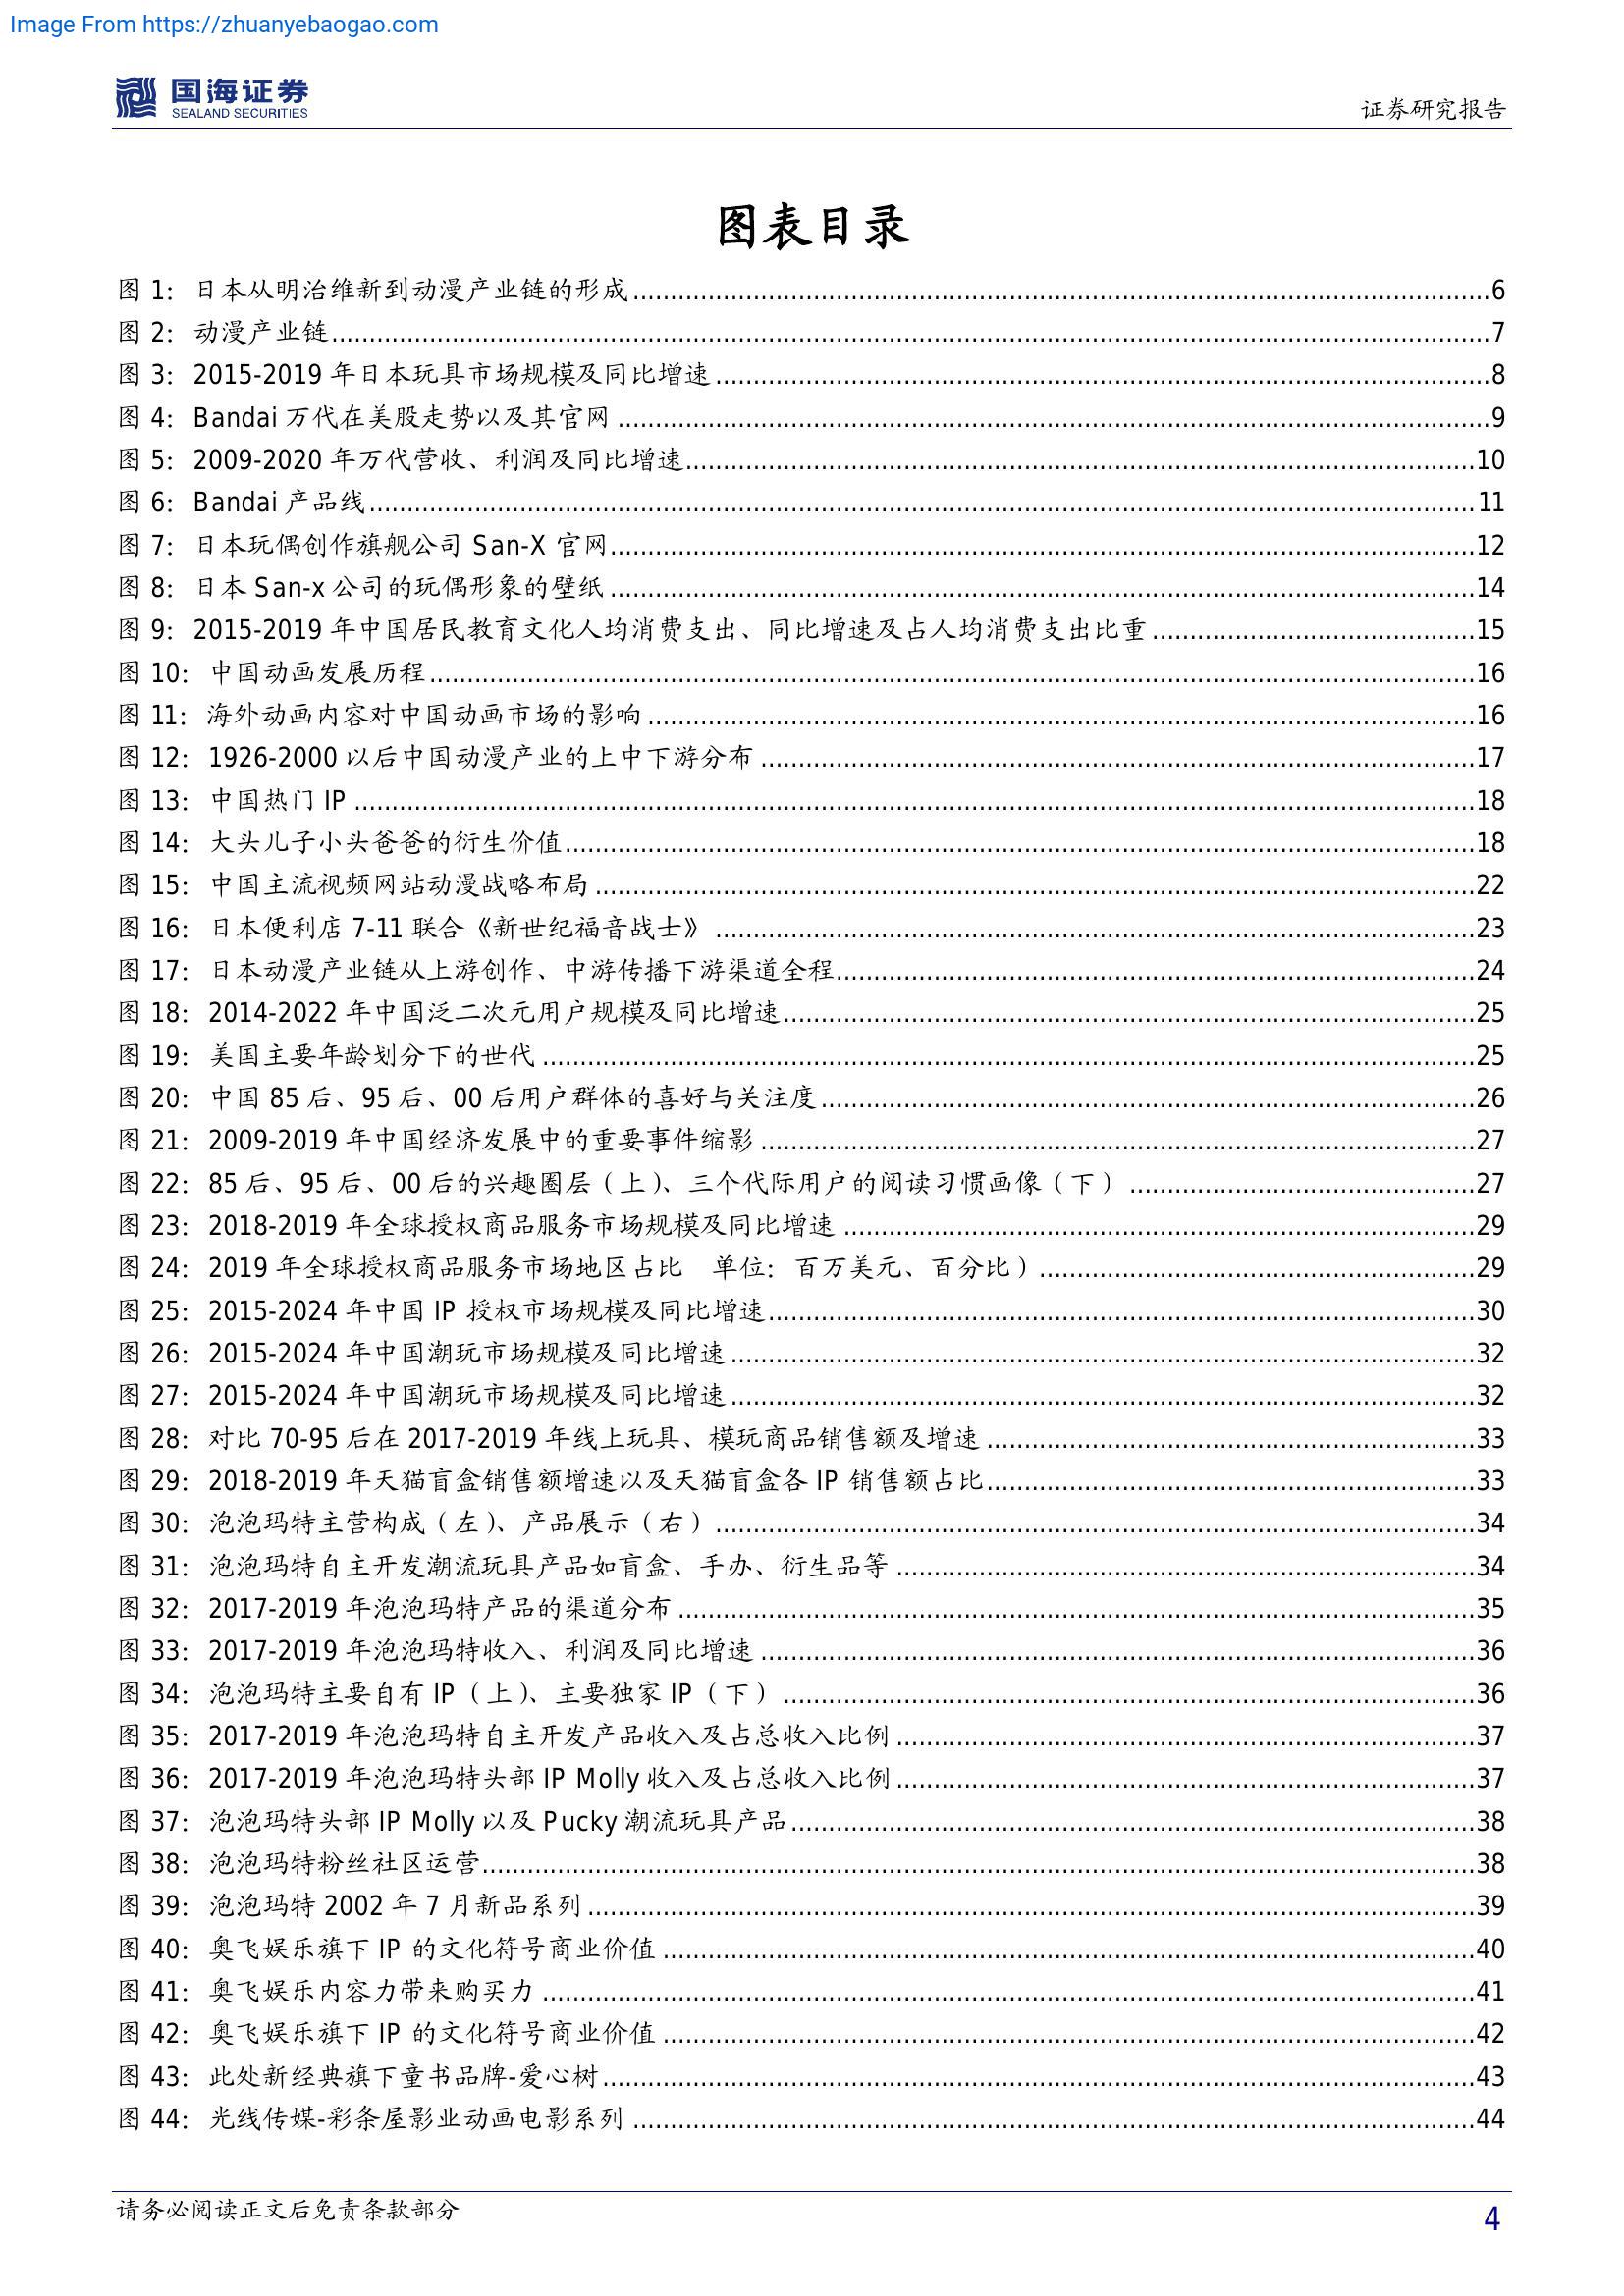 Image From https://zhuanyebaogao.com
国海证券
SEALAND SECURITIES
证券研究报告
图表目录
图 1：日本从明治维新到动漫产业链的形成 6
图 2：动漫产业链 7
图 3：2015-2019 年日本玩具市场规模及同比增速 8
图 4：Bandai 万代在美股走势以及其官网 9
图 5：2009-2020 年万代营收、利润及同比增速 10
图 6：Bandai 产品线 11
图 7：日本玩偶创作旗舰公司 San-X 官网 12
图 8：日本 San-x 公司的玩偶形象的壁纸 14
图 9：2015-2019 年中国居民教育文化人均消费支出、同比增速及占人均消费支出比重 15
图 10：中国动画发展历程 16
图 11：海外动画内容对中国动画市场的影响 16
图 12：1926-2000 以后中国动漫产业的上中下游分布 17
图 13：中国热门 IP 18
图 14：大头儿子小头爸爸的衍生价值 18
图 15：中国主流视频网站动漫战略布局 22
图 16：日本便利店 7-11 联合《新世纪福音战士》 23
图 17：日本动漫产业链从上游创作、中游传播下游渠道全程 24
图 18：2014-2022 年中国泛二次元用户规模及同比增速 25
图 19：美国主要年龄划分下的世代 25
图 20：中国 85 后、95 后、00 后用户群体的喜好与关注度 26
图 21：2009-2019 年中国经济发展中的重要事件缩影 27
图 22：85 后、95 后、00 后的兴趣圈层（上）、三个代际用户的阅读习惯画像（下） 27
图 23：2018-2019 年全球授权商品服务市场规模及同比增速 29
图 24：2019 年全球授权商品服务市场地区占比　单位：百万美元、百分比） 29
图 25：2015-2024 年中国 IP 授权市场规模及同比增速 30
图 26：2015-2024 年中国潮玩市场规模及同比增速 32
图 27：2015-2024 年中国潮玩市场规模及同比增速 32
图 28：对比 70-95 后在 2017-2019 年线上玩具、模玩商品销售额及增速 33
图 29：2018-2019 年天猫盲盒销售额增速以及天猫盲盒各 IP 销售额占比 33
图 30：泡泡玛特主营构成（左）、产品展示（右） 34
图 31：泡泡玛特自主开发潮流玩具产品如盲盒、手办、衍生品等 34
图 32：2017-2019 年泡泡玛特产品的渠道分布 35
图 33：2017-2019 年泡泡玛特收入、利润及同比增速 36
图 34：泡泡玛特主要自有 IP（上）、主要独家 IP（下） 36
图 35：2017-2019 年泡泡玛特自主开发产品收入及占总收入比例 37
图 36：2017-2019 年泡泡玛特头部 IP Molly 收入及占总收入比例 37
图 37：泡泡玛特头部 IP Molly 以及 Pucky 潮流玩具产品 38
图 38：泡泡玛特粉丝社区运营 38
图 39：泡泡玛特 2002 年 7 月新品系列 39
图 40：奥飞娱乐旗下 IP 的文化符号商业价值 40
图 41：奥飞娱乐内容力带来购买力 41
图 42：奥飞娱乐旗下 IP 的文化符号商业价值 42
图 43：此处新经典旗下童书品牌-爱心树 43
图 44：光线传媒-彩条屋影业动画电影系列 44
请务必阅读正文后免责条款部分
4